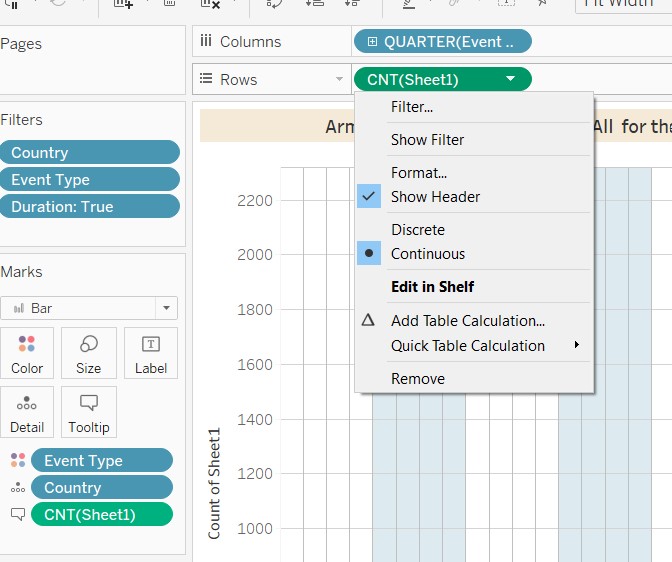 Fit Width
Pages
Columns
QUARTER(Event ..
Rows
CNT(Sheet1)
Filters
Country
Event Type
Duration: True
Marks
Bar
Color
Size
Label
Detail
Tooltip
Event Type
Country
CNT(Sheet1)
Filter...
Show Filter
Format...
Show Header
Discrete
Continuous
Edit in Shelf
Add Table Calculation...
Quick Table Calculation
Remove
Arm
All for the
2200
2000
1800
1600
1400
1200
1000
Count of Sheet1